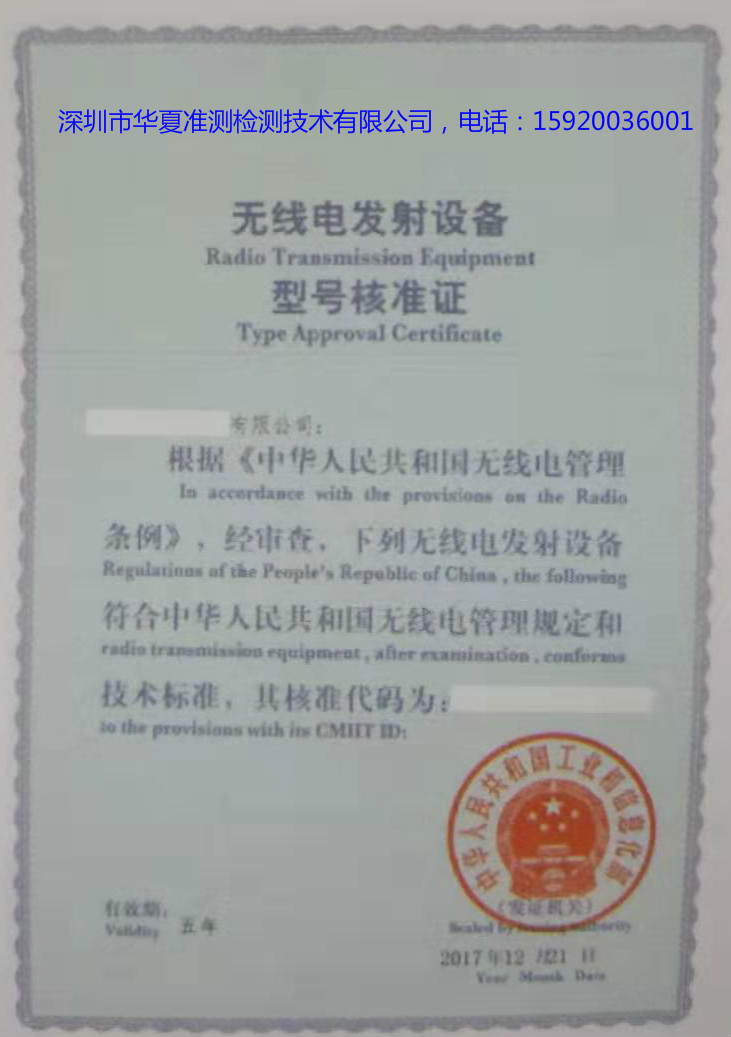 深圳市华夏准测检测技术有限公司，电话：15920036001
无线电发射设备
Radio Transmission Equipment
型号核准证
Type Approval Certificate
有限公司：
根据《中华人民共和国无线电管理
In accordance with the provisions on the Radio
条例》，经审查，下列无线电发射设备
Regulations of the People's Republic of China , the following
符合中华人民共和国无线电管理规定和
radio transmission equipment , after examination , conforms
技术标准，其核准代码为：
to the provisions with its CMIIT ID:
中华人民共和国工业和信息化部
有效期： 五年
Validity
（发证机关）
Sealed by issuing authority
2017 年 12 月 21 日
Year Month Date